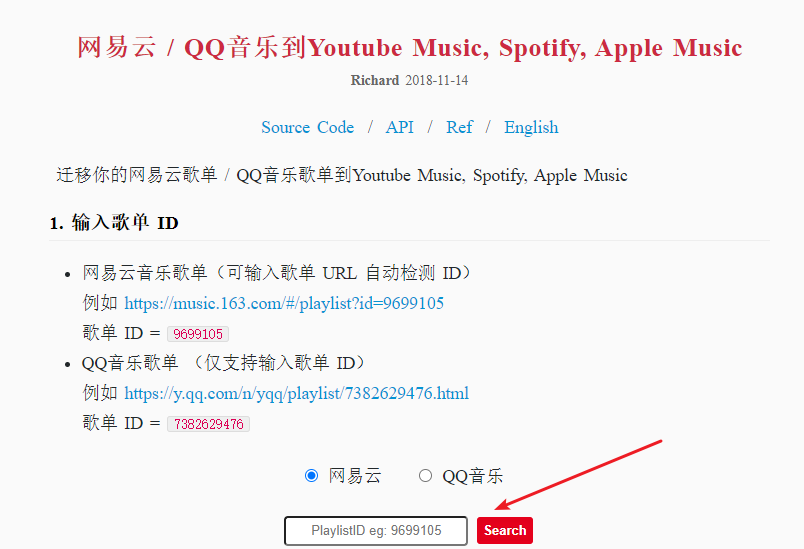 网易云 / QQ音乐到Youtube Music, Spotify, Apple Music
Richard 2018-11-14
Source Code / API / Ref / English
迁移你的网易云歌单 / QQ音乐歌单到Youtube Music, Spotify, Apple Music
1. 输入歌单 ID
• 网易云音乐歌单（可输入歌单 URL 自动检测 ID）
例如 https://music.163.com/#/playlist?id=9699105
歌单 ID = 9699105
• QQ音乐歌单 （仅支持输入歌单 ID）
例如 https://y.qq.com/n/yqq/playlist/7382629476.html
歌单 ID = 7382629476
网易云 QQ音乐
PlaylistID eg: 9699105 Search